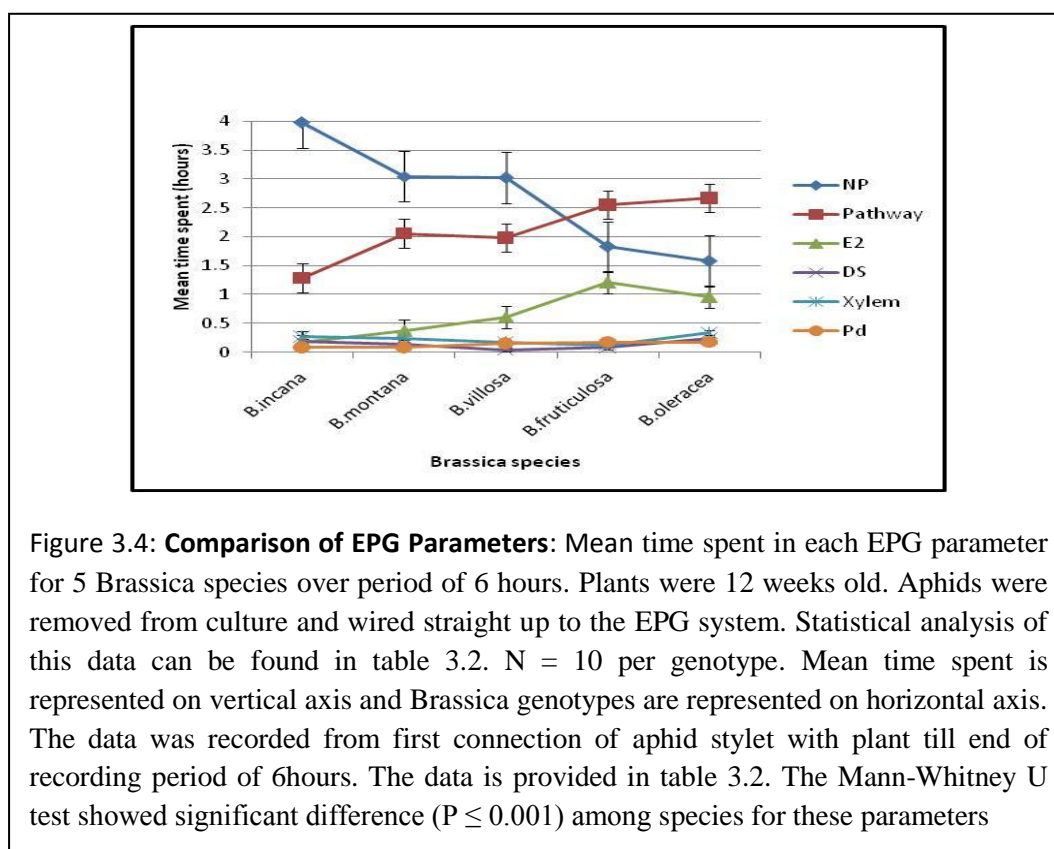 4
3.5
3
2.5
2
1.5
1
0.5
0
Mean time spent (hours)
B.incana
B.montana
B.villosa
B.fruticulosa
B.oleracea
Brassica species
NP
Pathway
E2
DS
Xylem
Pd
Figure 3.4: Comparison of EPG Parameters: Mean time spent in each EPG parameter
for 5 Brassica species over period of 6 hours. Plants were 12 weeks old. Aphids were
removed from culture and wired straight up to the EPG system. Statistical analysis of
this data can be found in table 3.2. N = 10 per genotype. Mean time spent is
represented on vertical axis and Brassica genotypes are represented on horizontal axis.
The data was recorded from first connection of aphid stylet with plant till end of
recording period of 6hours. The data is provided in table 3.2. The Mann-Whitney U
test showed significant difference (P ≤ 0.001) among species for these parameters